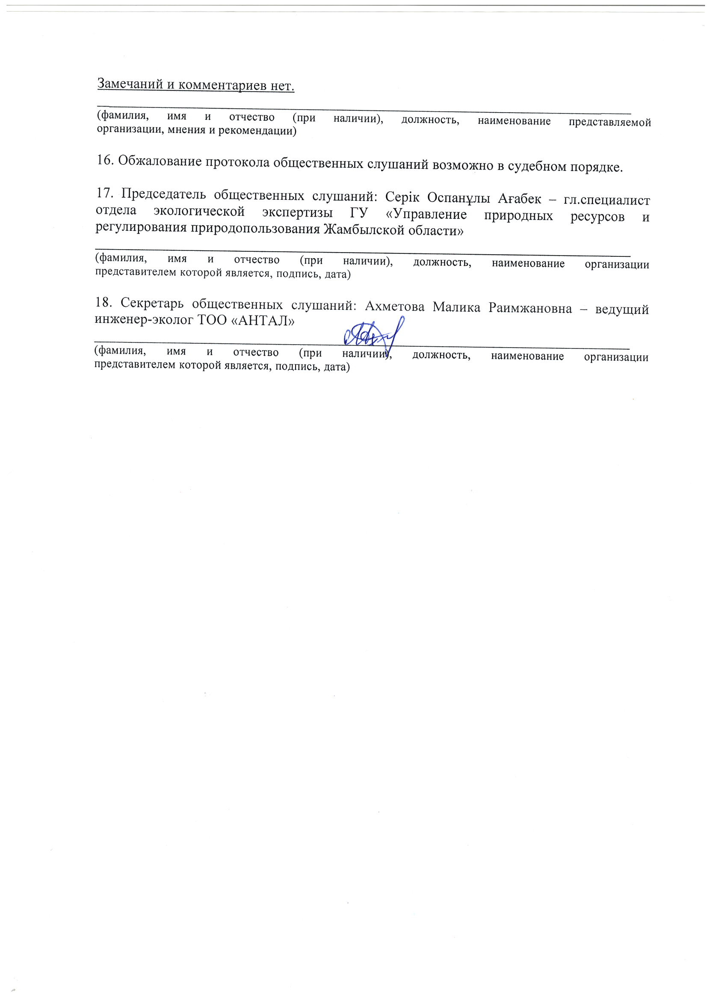 Замечаний и комментариев нет.
(фамилия, имя и отчество (при наличии), должность, наименование представляемой
организации, мнения и рекомендации)
16. Обжалование протокола общественных слушаний возможно в судебном порядке.
17. Председатель общественных слушаний: Серік Оспанұлы Ағабек – гл.специалист
отдела экологической экспертизы ГУ «Управление природных ресурсов и
регулирования природопользования Жамбылской области»
(фамилия, имя и отчество (при наличии), должность, наименование организации
представителем которой является, подпись, дата)
18. Секретарь общественных слушаний: Ахметова Малика Раимжановна – ведущий
инженер-эколог ТОО «АНТАЛ»
(фамилия, имя и отчество (при наличии), должность, наименование организации
представителем которой является, подпись, дата)